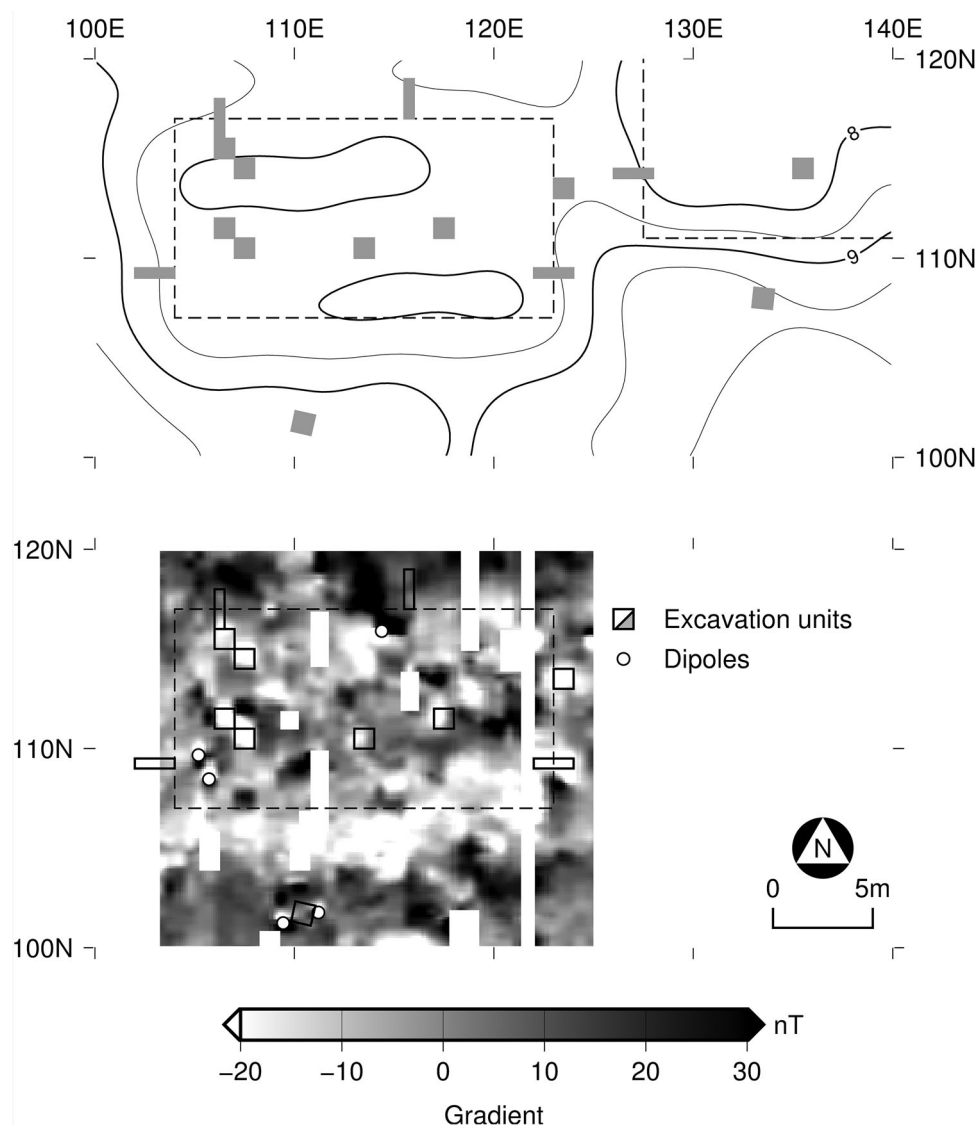 100E 110E 120E 130E 140E
120N
8
9
110N
100N
120N
Excavation units
Dipoles
110N
N
0 5m
100N
nT
−20 −10 0 10 20 30
Gradient